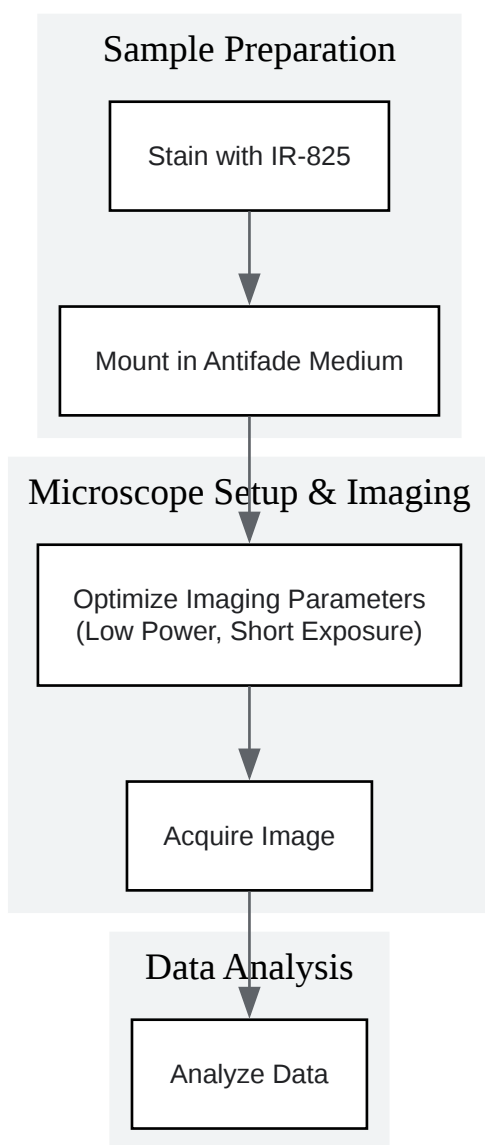 Sample Preparation
Stain with IR-825
Mount in Antifade Medium
Microscope Setup & Imaging
Optimize Imaging Parameters
(Low Power, Short Exposure)
Acquire Image
Data Analysis
Analyze Data